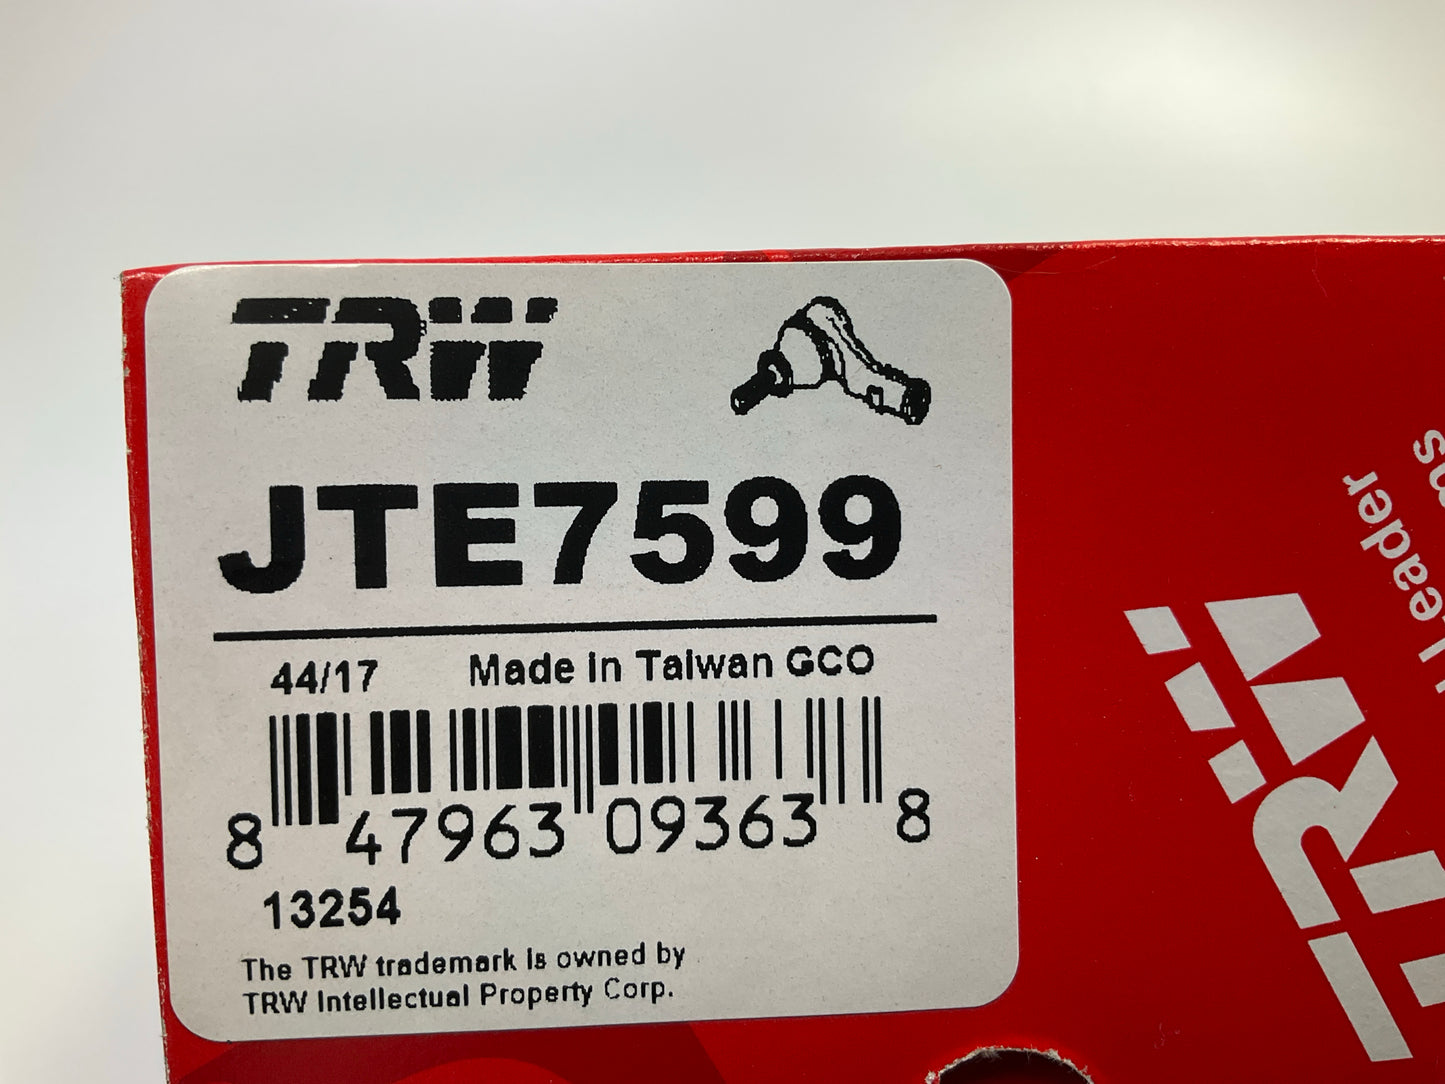 TRW
JTE7599
44/17 Made in Taiwan GCO
8 47963 09363 8
13254
The TRW trademark is owned by
TRW Intellectual Property Corp.
TRW
Leader